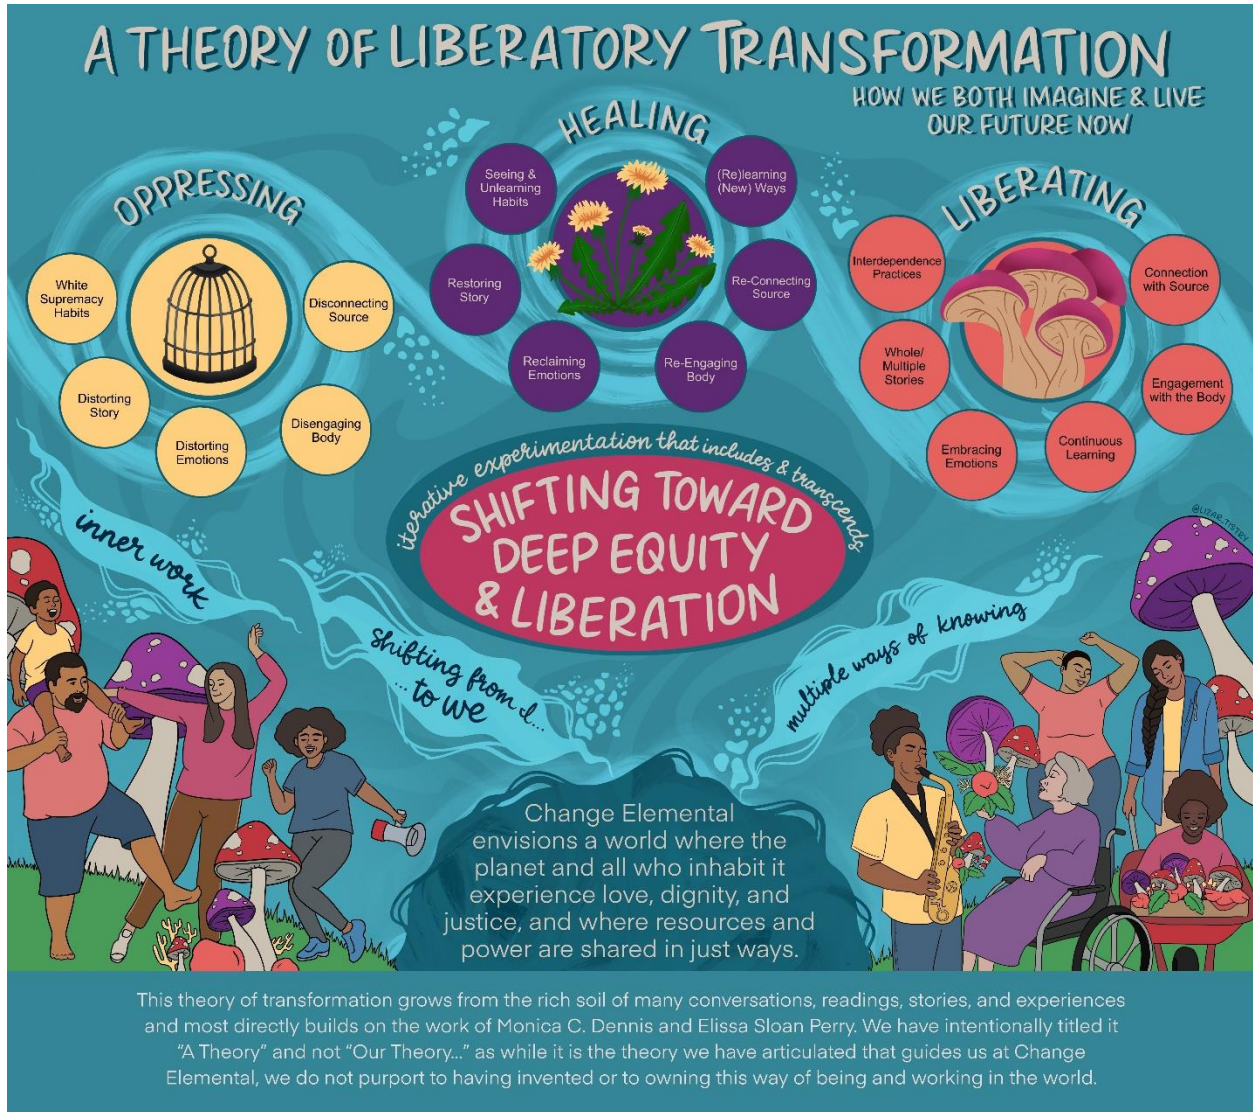 A THEORY OF LIBERATORY TRANSFORMATION
HOW WE BOTH IMAGINE & LIVE
OUR FUTURE NOW
OPPRESSING
White
Supremacy
Habits
Distorting
Story
Distorting
Emotions
Disengaging
Body
Disconnecting
Source
HEALING
Seeing &
Unlearning
Habits
Restoring
Story
Reclaiming
Emotions
Re-Engaging
Body
Re-Connecting
Source
(Re)learning
(New) Ways
LIBERATING
Interdependence
Practices
Whole/
Multiple
Stories
Embracing
Emotions
Continuous
Learning
Engagement
with the Body
Connection
with Source
iterative experimentation that includes & transcends
SHIFTING TOWARD
DEEP EQUITY
& LIBERATION
inner work
shifting from I...
...to we
multiple ways of knowing
@LIZAR_TISTRY
Change Elemental
envisions a world where the
planet and all who inhabit it
experience love, dignity, and
justice, and where resources and
power are shared in just ways.
This theory of transformation grows from the rich soil of many conversations, readings, stories, and experiences
and most directly builds on the work of Monica C. Dennis and Elissa Sloan Perry. We have intentionally titled it
“A Theory” and not “Our Theory...” as while it is the theory we have articulated that guides us at Change
Elemental, we do not purport to having invented or to owning this way of being and working in the world.